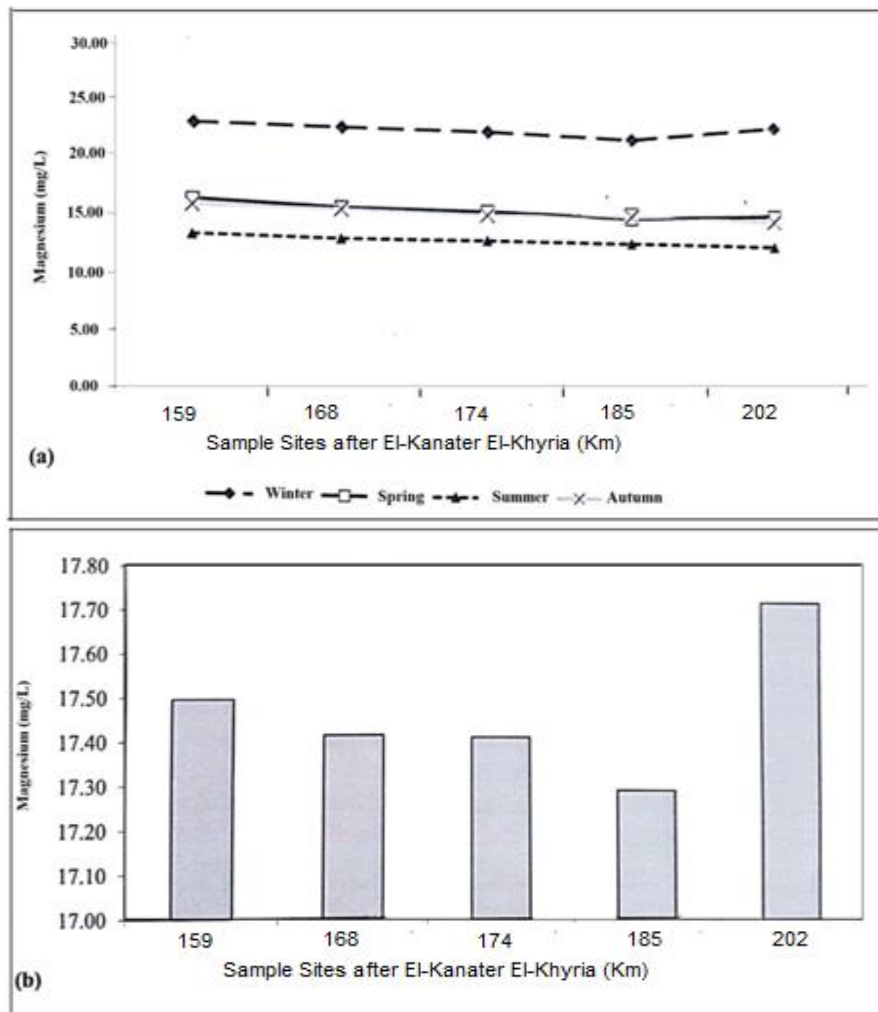 30.00
25.00
20.00
15.00
10.00
5.00
0.00
Magnesium (mg/L)
159 168 174 185 202
Sample Sites after El-Kanater El-Khyria (Km)
(a)
Winter Spring Summer Autumn
17.80
17.70
17.60
17.50
17.40
17.30
17.20
17.10
17.00
Magnesium (mg/L)
159 168 174 185 202
Sample Sites after El-Kanater El-Khyria (Km)
(b)